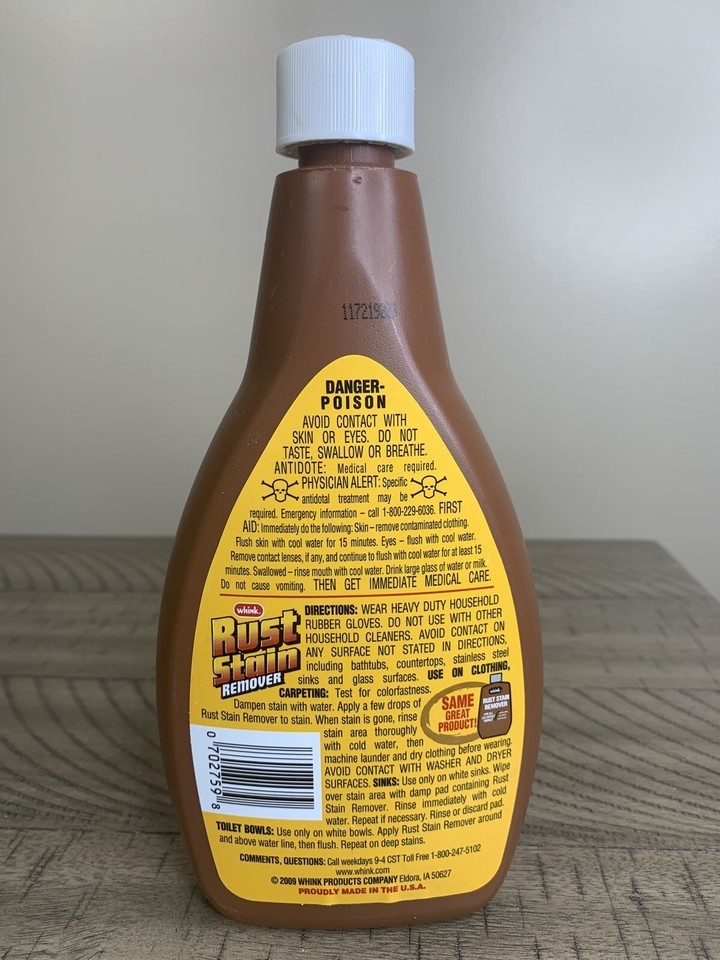 DANGER-
POISON
AVOID CONTACT WITH
SKIN OR EYES. DO NOT
TASTE, SWALLOW OR BREATHE.
ANTIDOTE: Medical care required.
PHYSICIAN ALERT: Specific
antidotal treatment may be
required. Emergency information – call 1-800-229-6036. FIRST
AID: Immediately do the following: Skin – remove contaminated clothing.
Flush skin with cool water for 15 minutes. Eyes – flush with cool water.
Remove contact lenses, if any, and continue to flush with cool water for at least 15
minutes. Swallowed – rinse mouth with cool water. Drink large glass of water or milk.
Do not cause vomiting. THEN GET IMMEDIATE MEDICAL CARE.
whink.
Rust
Stain
REMOVER
DIRECTIONS: WEAR HEAVY DUTY HOUSEHOLD
RUBBER GLOVES. DO NOT USE WITH OTHER
HOUSEHOLD CLEANERS. AVOID CONTACT ON
ANY SURFACE NOT STATED IN DIRECTIONS,
including bathtubs, countertops, stainless steel
sinks and glass surfaces. USE ON CLOTHING,
CARPETING: Test for colorfastness.
Dampen stain with water. Apply a few drops of
Rust Stain Remover to stain. When stain is gone, rinse
stain area thoroughly
with cold water, then
machine launder and dry clothing before wearing.
AVOID CONTACT WITH WASHER AND DRYER
SURFACES. SINKS: Use only on white sinks. Wipe
over stain area with damp pad containing Rust
Stain Remover. Rinse immediately with cold
water. Repeat if necessary. Rinse or discard pad.
TOILET BOWLS: Use only on white bowls. Apply Rust Stain Remover around
and above water line, then flush. Repeat on deep stains.
SAME
GREAT
PRODUCT!
whink
RUST STAIN
REMOVER
0 702759 8
COMMENTS, QUESTIONS: Call weekdays 9-4 CST Toll Free 1-800-247-5102
www.whink.com
© 2009 WHINK PRODUCTS COMPANY Eldora, IA 50627
PROUDLY MADE IN THE U.S.A.